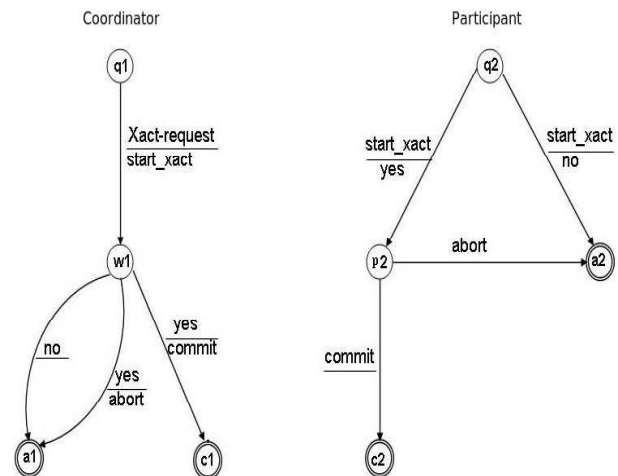 Coordinator
q1
Xact-request
start_xact
w1
no
yes
abort
yes
commit
a1
c1
Participant
q2
start_xact
yes
start_xact
no
p2
abort
a2
commit
c2